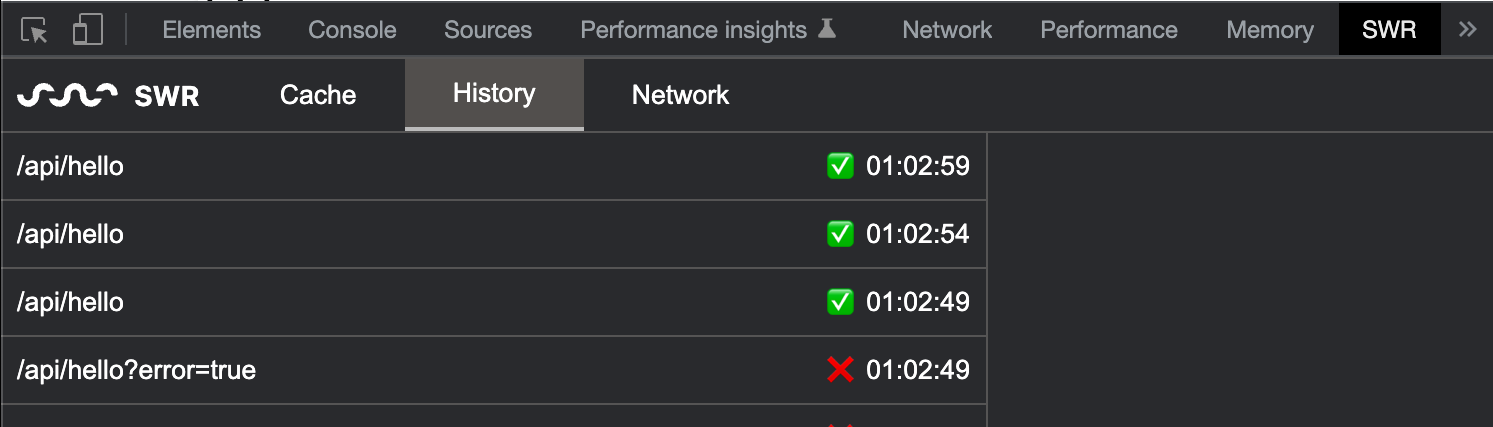 Elements Console Sources Performance insights Network Performance Memory SWR »
SWR Cache History Network
/api/hello ✅ 01:02:59
/api/hello ✅ 01:02:54
/api/hello ✅ 01:02:49
/api/hello?error=true ❌ 01:02:49